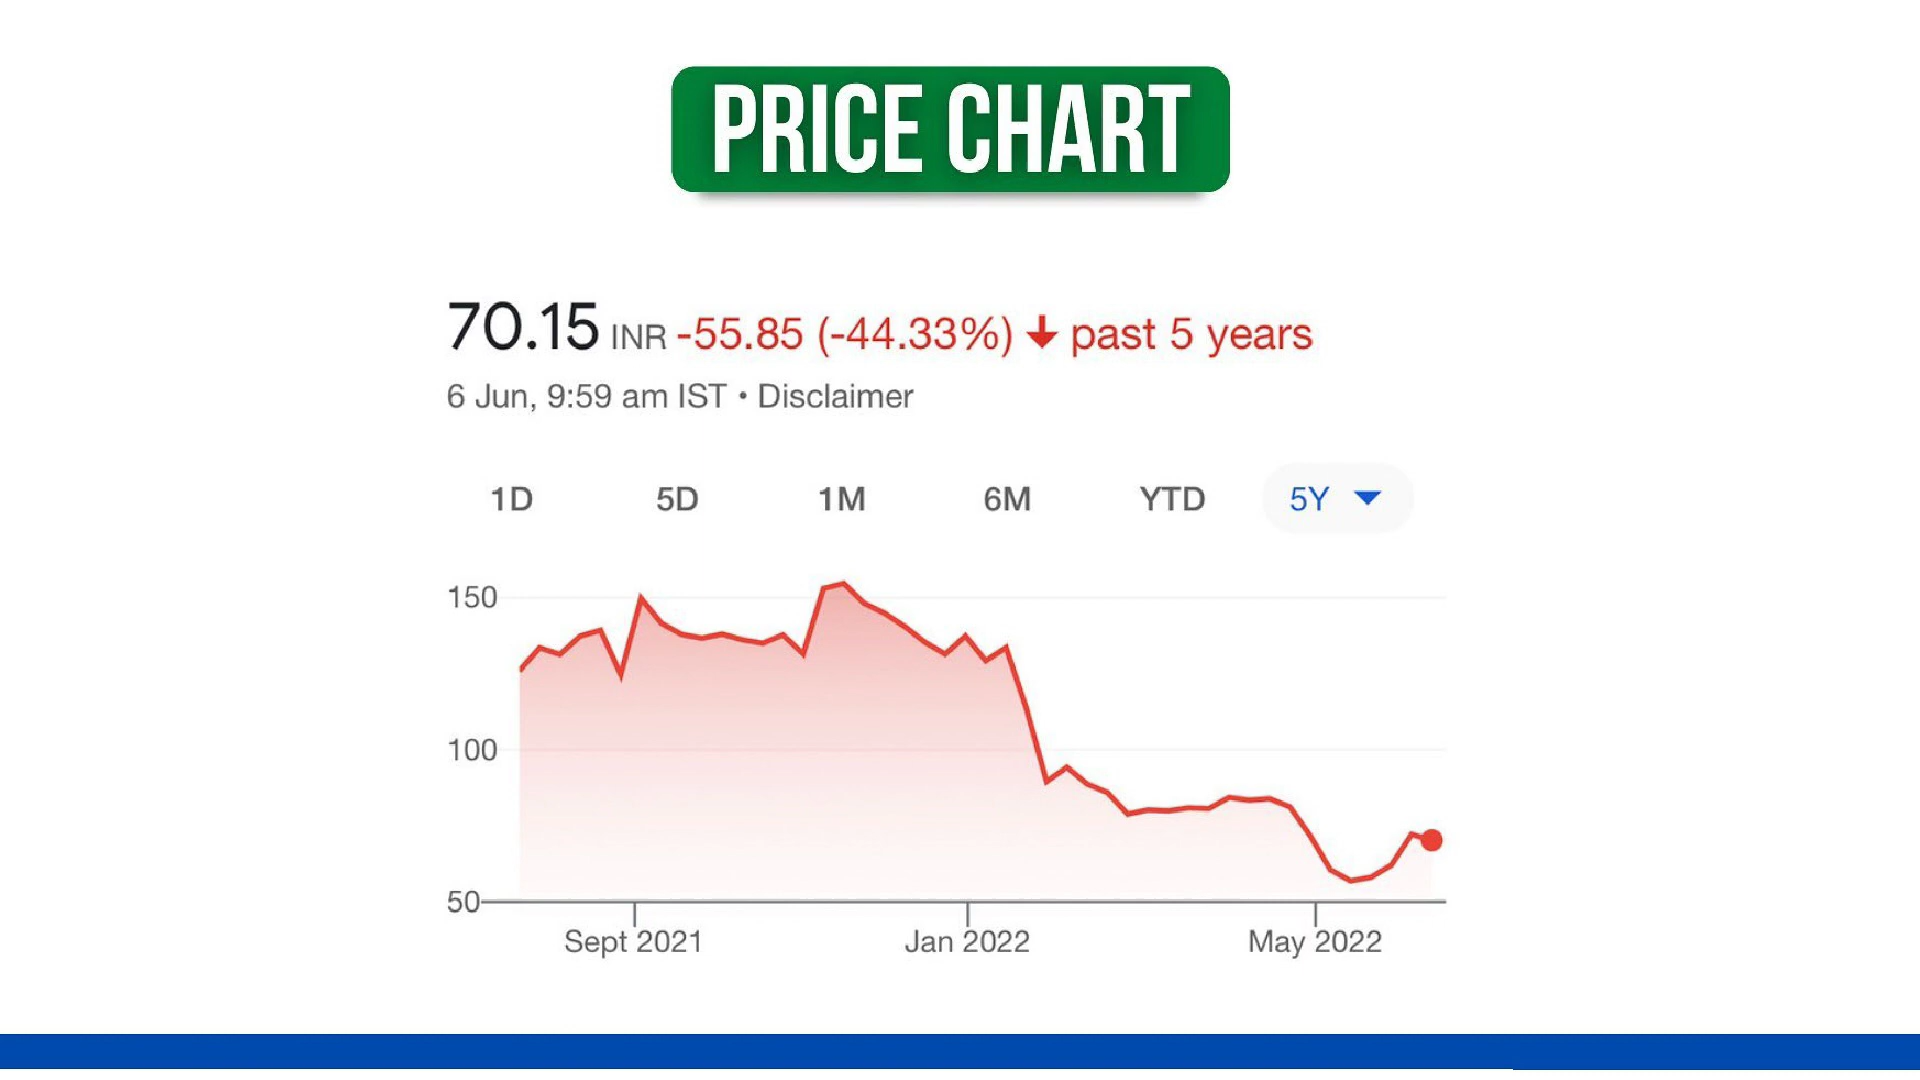 PRICE CHART
70.15 INR -55.85 (-44.33%) ↓ past 5 years
6 Jun, 9:59 am IST • Disclaimer
1D 5D 1M 6M YTD 5Y
150
100
50
Sept 2021 Jan 2022 May 2022